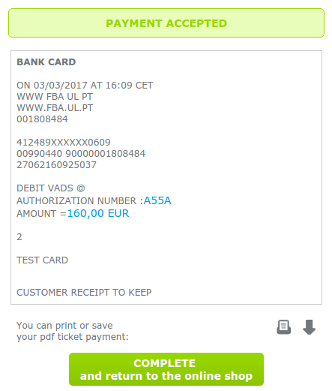 PAYMENT ACCEPTED
BANK CARD
ON 03/03/2017 AT 16:09 CET
WWW FBA UL PT
WWW.FBA.UL.PT
001808484
412489XXXXXX0609
00990440 90000001808484
27062160925037
DEBIT VADS @
AUTHORIZATION NUMBER :A55A
AMOUNT =160,00 EUR
2
TEST CARD
CUSTOMER RECEIPT TO KEEP
You can print or save
your pdf ticket payment:
COMPLETE
and return to the online shop